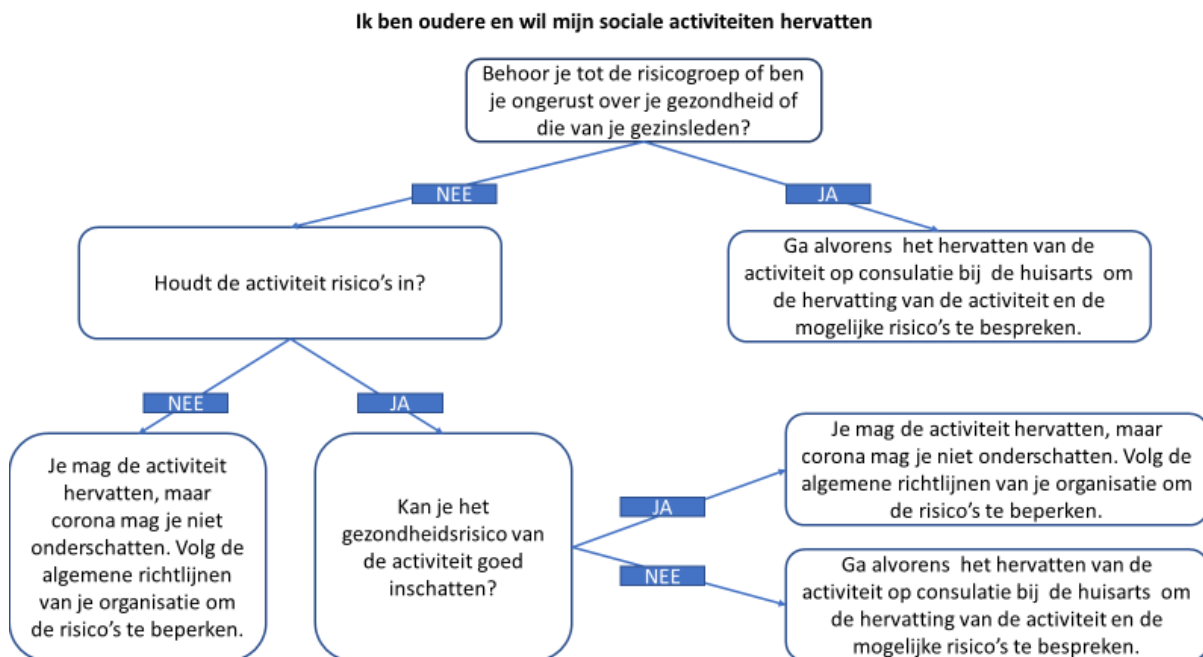 Ik ben oudere en wil mijn sociale activiteiten hervatten
Behoor je tot de risicogroep of ben
je ongerust over je gezondheid of
die van je gezinsleden?
NEE
JA
Houdt de activiteit risico's in?
Ga alvorens  het hervatten van de
activiteit op consulatie bij  de huisarts  om
de hervatting van de activiteit en de
mogelijke risico's te bespreken.
NEE
JA
Je mag de activiteit
hervatten, maar
corona mag je niet
onderschatten. Volg de
algemene richtlijnen
van je organisatie om
de risico's te beperken.
Kan je het
gezondheidsrisico van
de activiteit goed
inschatten?
JA
NEE
Je mag de activiteit hervatten, maar
corona mag je niet onderschatten. Volg de
algemene richtlijnen van je organisatie om
de risico's te beperken.
Ga alvorens  het hervatten van de
activiteit op consulatie bij  de huisarts  om
de hervatting van de activiteit en de
mogelijke risico's te bespreken.